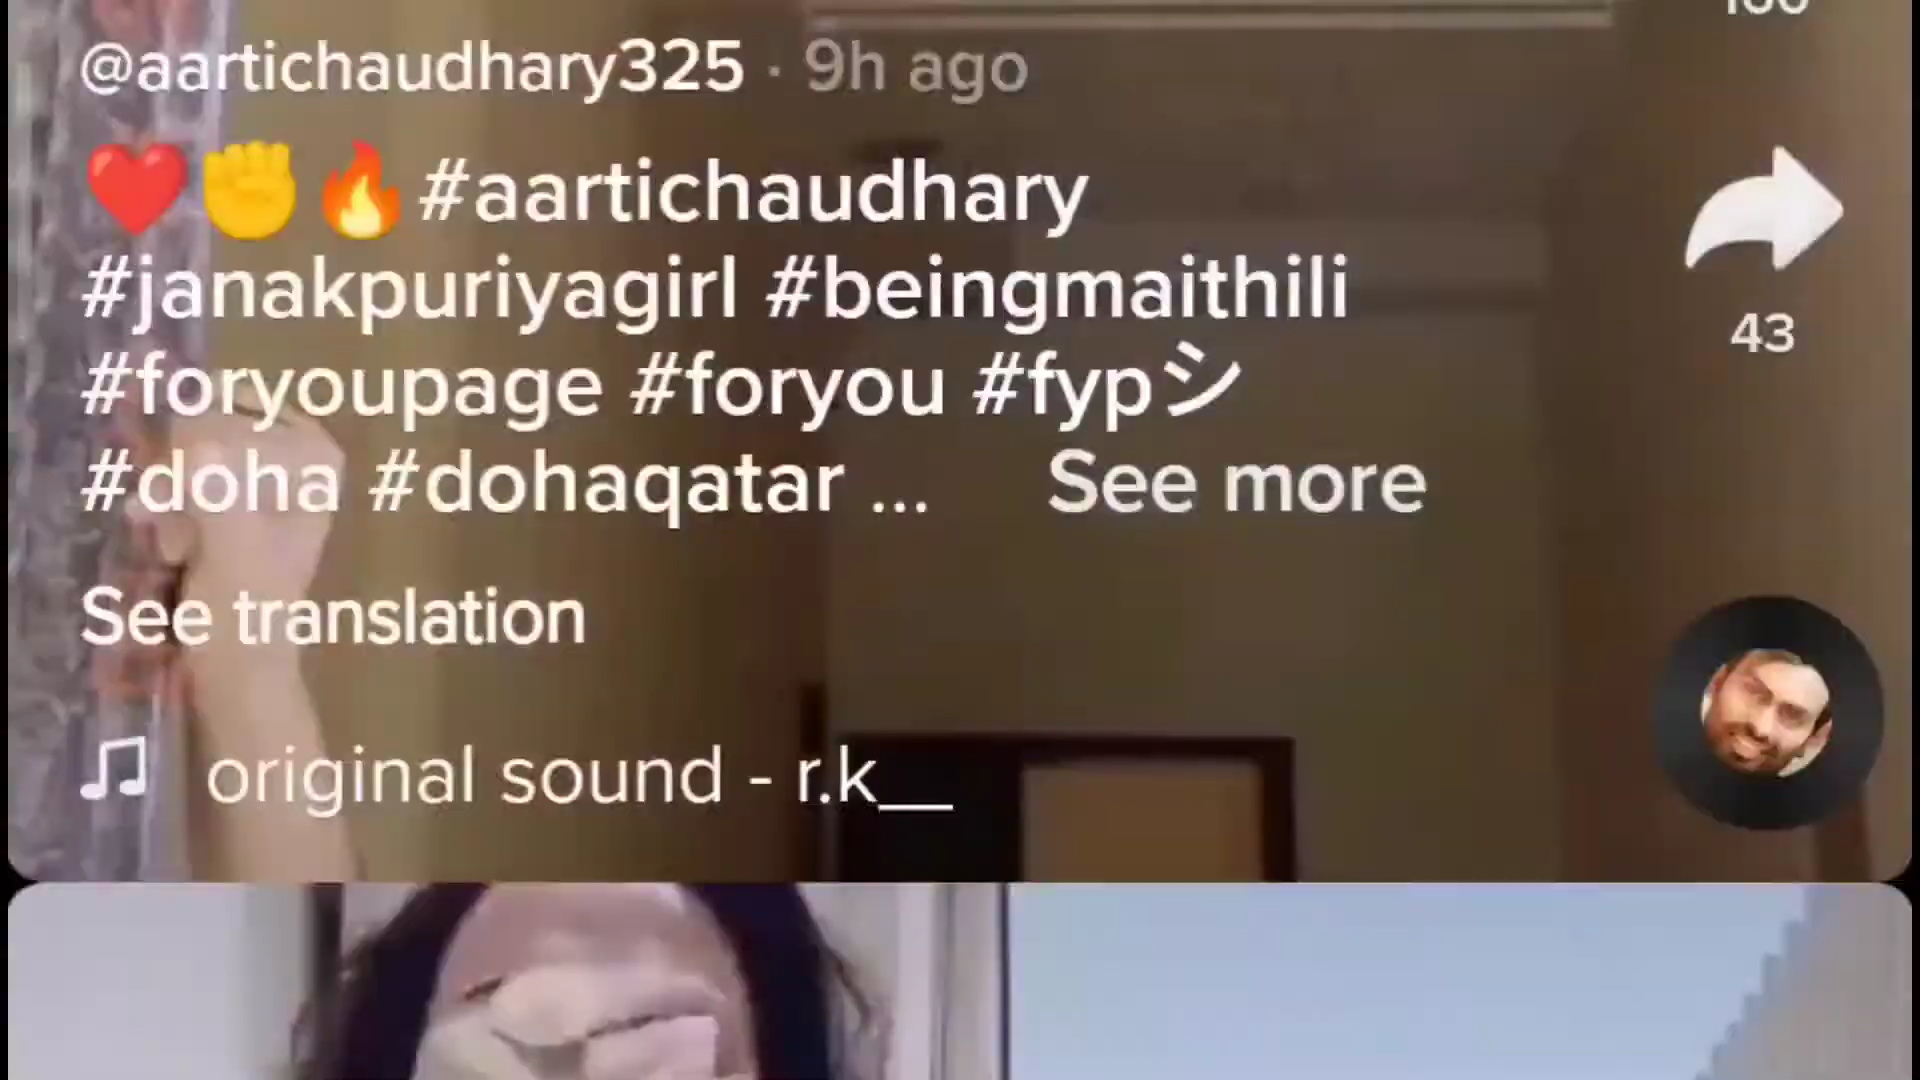 @aartichaudhary325 · 9h ago
❤️✊🔥#aartichaudhary
#janakpuriyagirl #beingmaithili
#foryoupage #foryou #fypシ
#doha #dohaqatar ... See more
43
See translation
original sound - r.k__